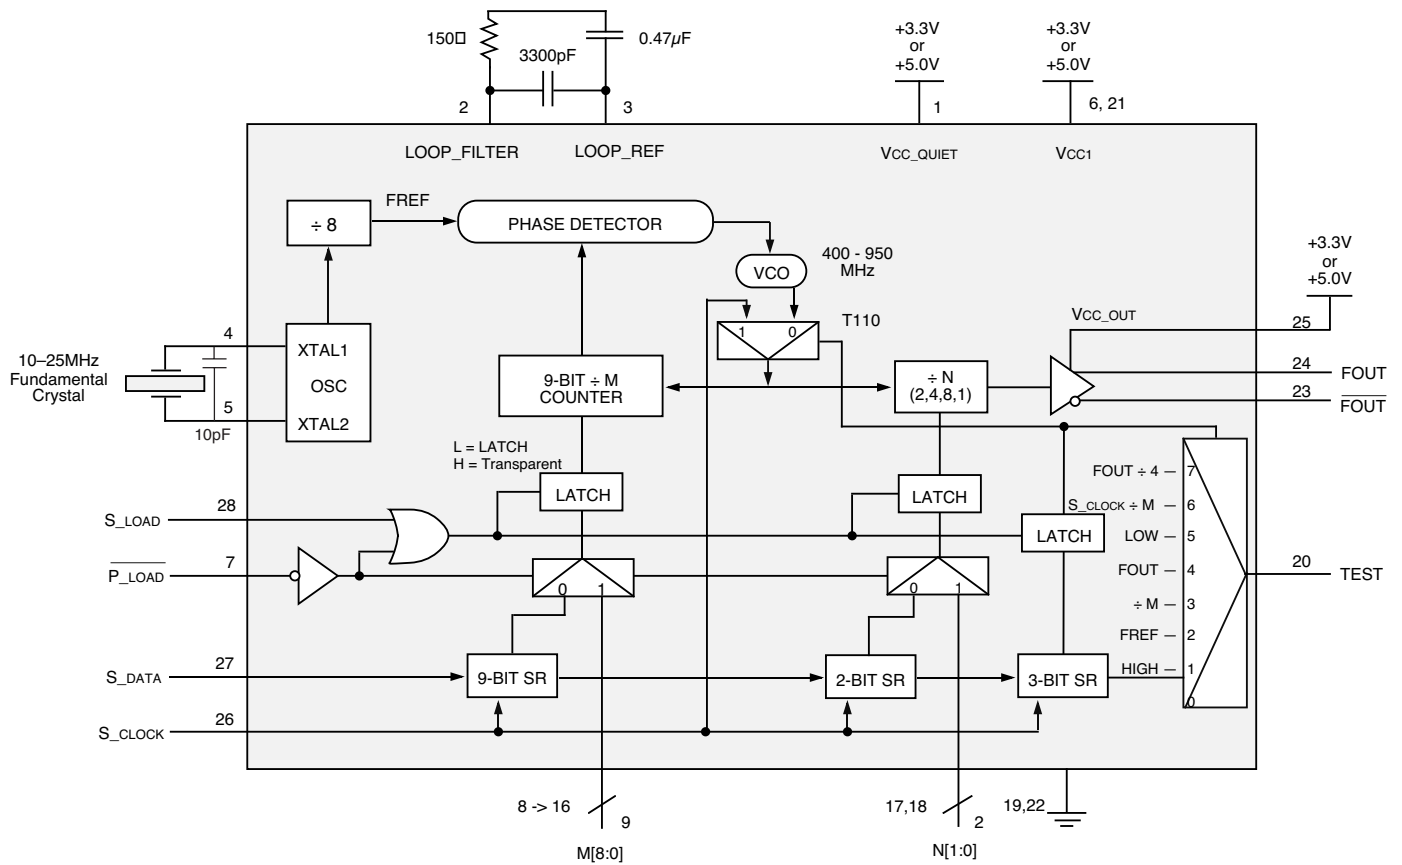 150□
3300pF
0.47µF
+3.3V
or
+5.0V
+3.3V
or
+5.0V
2
3
1
6, 21
LOOP_FILTER
LOOP_REF
VCC_QUIET
VCC1
÷ 8
FREF
PHASE DETECTOR
VCO
400 - 950
MHz
+3.3V
or
+5.0V
1
0
T110
VCC_OUT
25
4
XTAL1
OSC
XTAL2
5
10pF
10–25MHz
Fundamental
Crystal
9-BIT ÷ M
COUNTER
÷ N
(2,4,8,1)
24
FOUT
23
FOUT
L = LATCH
H = Transparent
LATCH
LATCH
LATCH
S_LOAD
28
P_LOAD
7
0
1
0
1
FOUT ÷ 4 – 7
S_CLOCK ÷ M – 6
LOW – 5
FOUT – 4
÷ M – 3
FREF – 2
HIGH – 1
0
20
TEST
S_DATA
27
9-BIT SR
2-BIT SR
3-BIT SR
S_CLOCK
26
8 -> 16
9
M[8:0]
17,18
2
N[1:0]
19,22